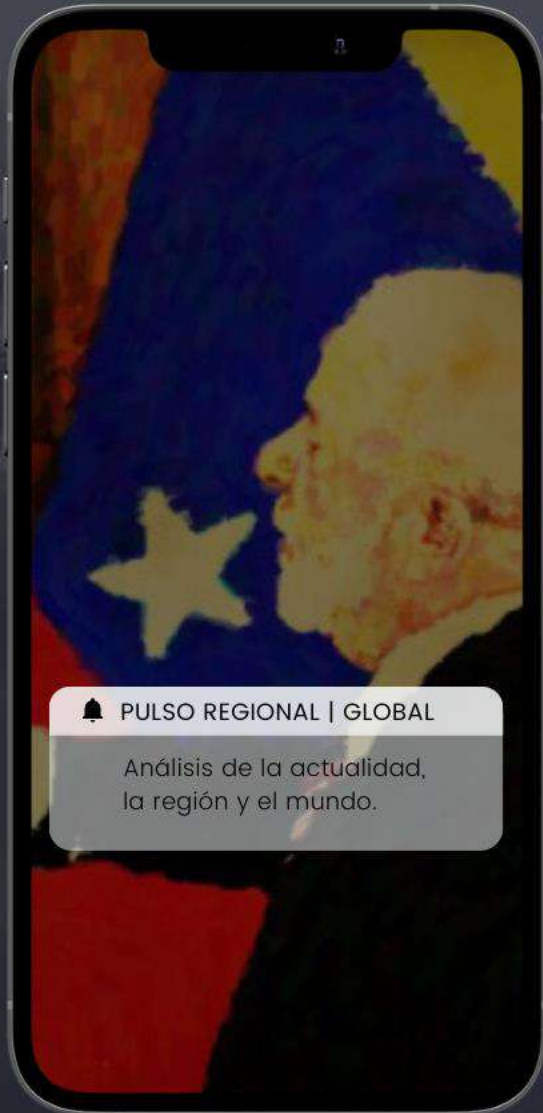 PULSO REGIONAL | GLOBAL
Análisis de la actualidad,
la región y el mundo.